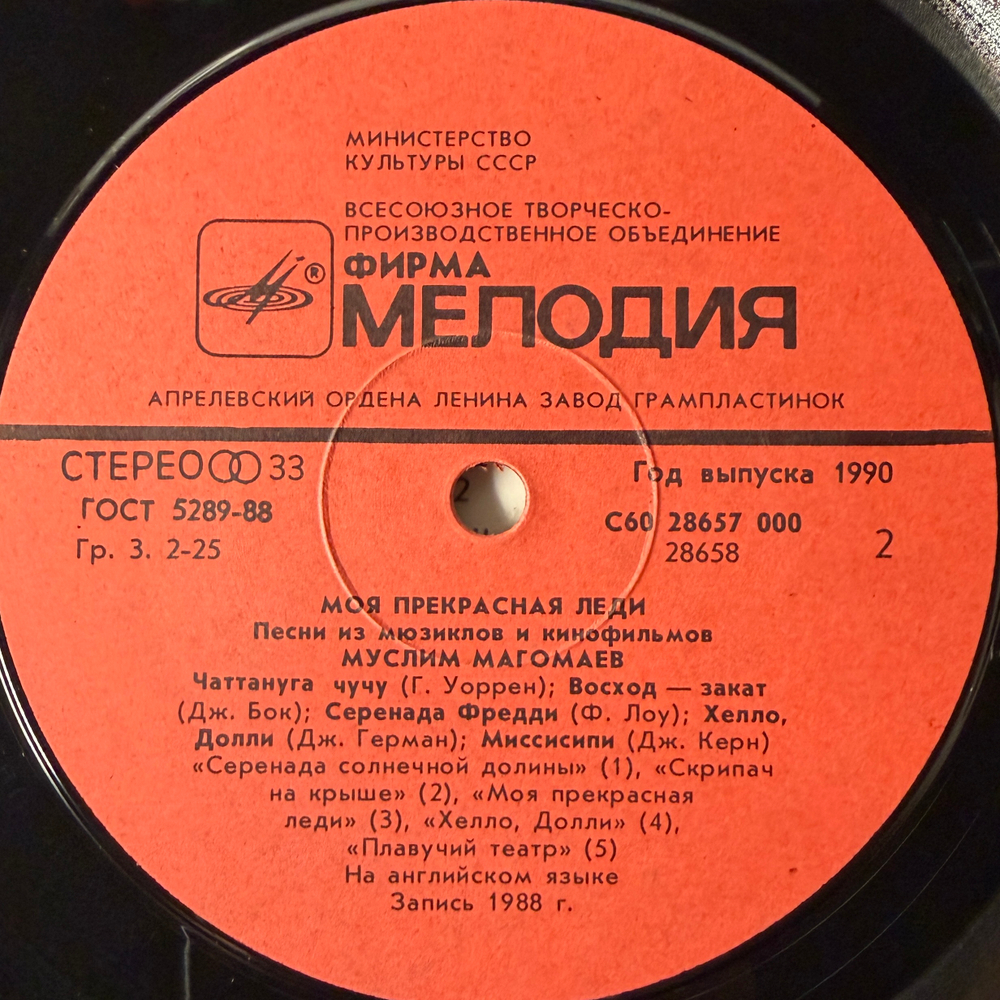 МИНИСТЕРСТВО
КУЛЬТУРЫ СССР
ВСЕСОЮЗНОЕ ТВОРЧЕСКО-
ПРОИЗВОДСТВЕННОЕ ОБЪЕДИНЕНИЕ
ФИРМА
®
МЕЛОДИЯ
АПРЕЛЕВСКИЙ ОРДЕНА ЛЕНИНА ЗАВОД ГРАМПЛАСТИНОК
СТЕРЕО 33
Год выпуска 1990
ГОСТ 5289-88
С60 28657 000
Гр. 3. 2-25
28658
2
МОЯ ПРЕКРАСНАЯ ЛЕДИ
Песни из мюзиклов и кинофильмов
МУСЛИМ МАГОМАЕВ
Чаттануга чучу (Г. Уоррен); Восход — закат
(Дж. Бок); Серенада Фредди (Ф. Лоу); Хелло,
Долли (Дж. Герман); Миссисипи (Дж. Керн)
«Серенада солнечной долины» (1), «Скрипач
на крыше» (2), «Моя прекрасная
леди» (3), «Хелло, Долли» (4),
«Плавучий театр» (5)
На английском языке
Запись 1988 г.